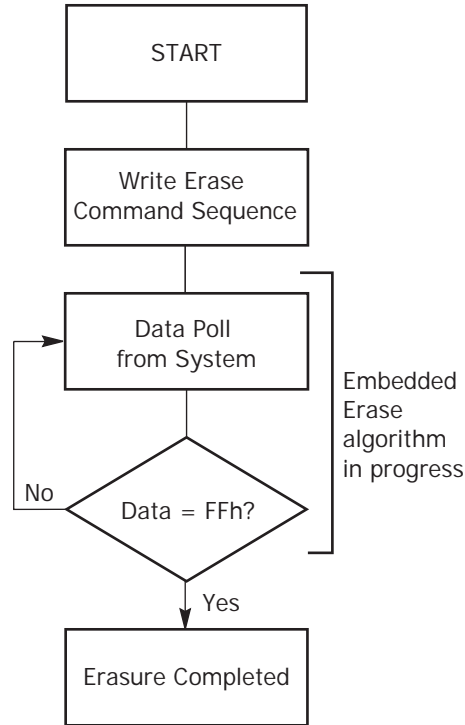 START
Write Erase
Command Sequence
Data Poll
from System
Embedded
Erase
algorithm
in progress
No
Data = FFh?
Yes
Erasure Completed